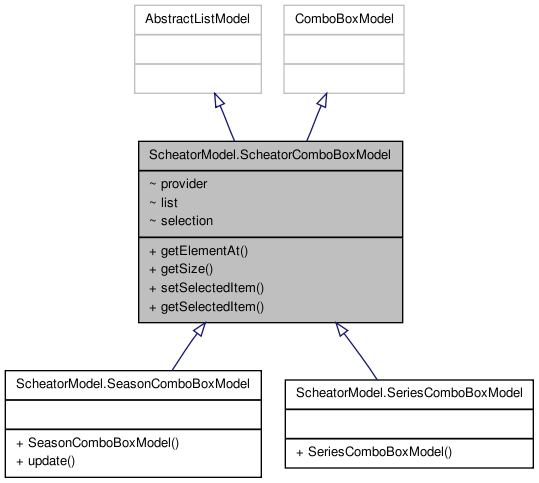 AbstractListModel
ComboBoxModel
ScheatorModel.ScheatorComboBoxModel
~ provider
~ list
~ selection
+ getElementAt()
+ getSize()
+ setSelectedItem()
+ getSelectedItem()
ScheatorModel.SeasonComboBoxModel
+ SeasonComboBoxModel()
+ update()
ScheatorModel.SeriesComboBoxModel
+ SeriesComboBoxModel()